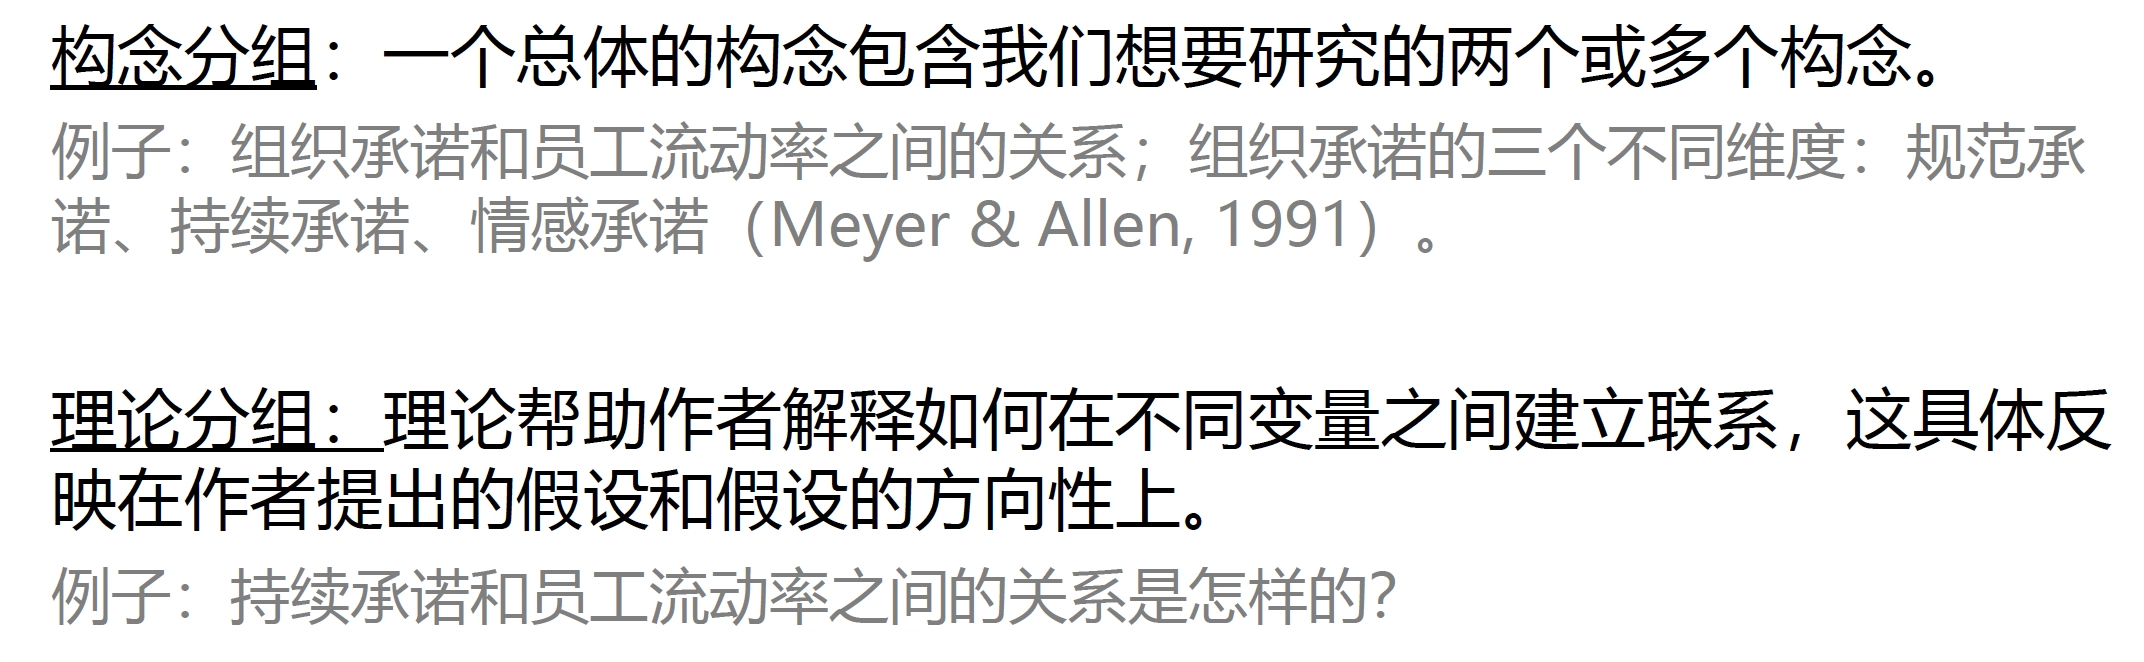 构念分组：一个总体的构念包含我们想要研究的两个或多个构念。
例子：组织承诺和员工流动率之间的关系；组织承诺的三个不同维度：规范承
诺、持续承诺、情感承诺（Meyer & Allen, 1991）。
理论分组：理论帮助作者解释如何在不同变量之间建立联系，这具体反
映在作者提出的假设和假设的方向性上。
例子：持续承诺和员工流动率之间的关系是怎样的？